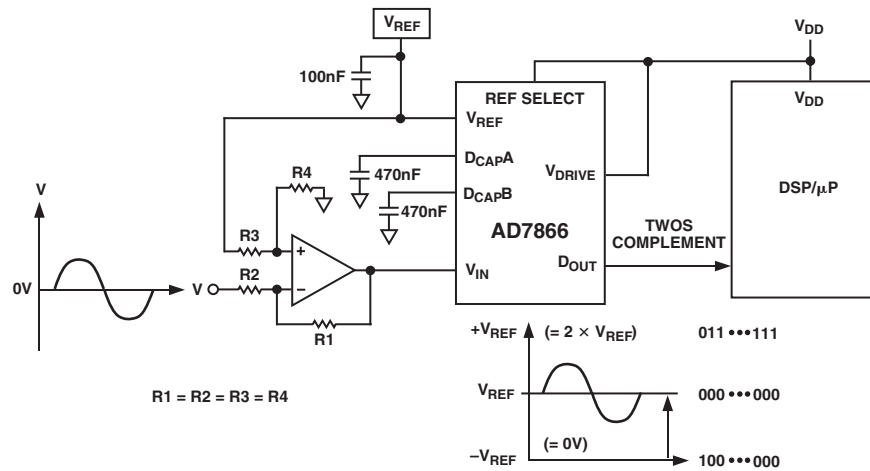 VREF
VDD
100nF
REF SELECT
VDD
VREF
R4
DCAPA
470nF
VDRIVE
DSP/μP
V
DCAPB
470nF
AD7866
TWOS
COMPLEMENT
R3
+
R2
0V
V
–
VIN
DOUT
R1
+VREF (= 2 × VREF) 011•••111
R1 = R2 = R3 = R4
VREF 000•••000
–VREF (= 0V) 100•••000